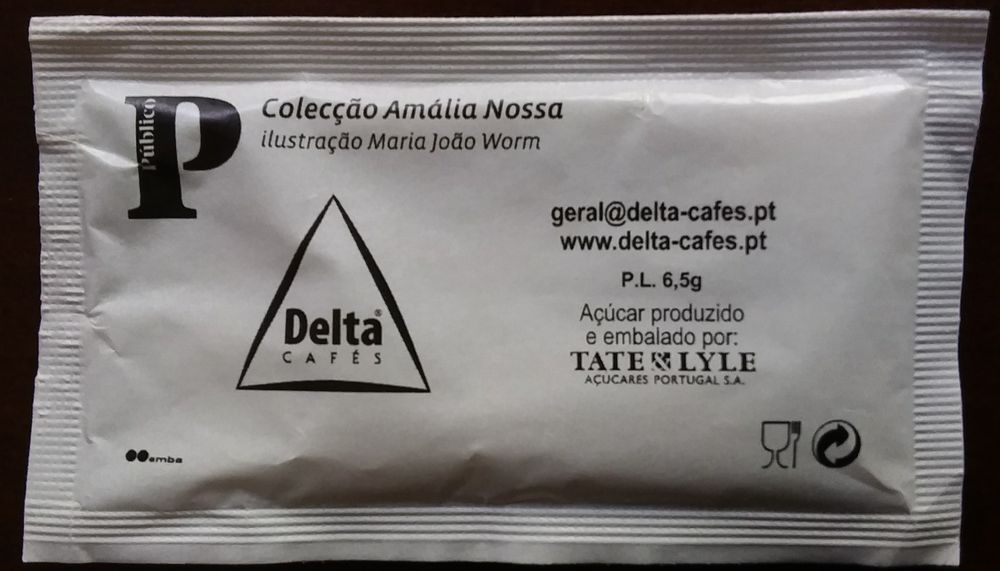 Público
P
Colecção Amália Nossa
ilustração Maria João Worm
Delta®
CAFÉS
geral@delta-cafes.pt
www.delta-cafes.pt
P.L. 6,5g
Açúcar produzido
e embalado por:
TATE & LYLE
AÇUCARES PORTUGAL S.A.
emba